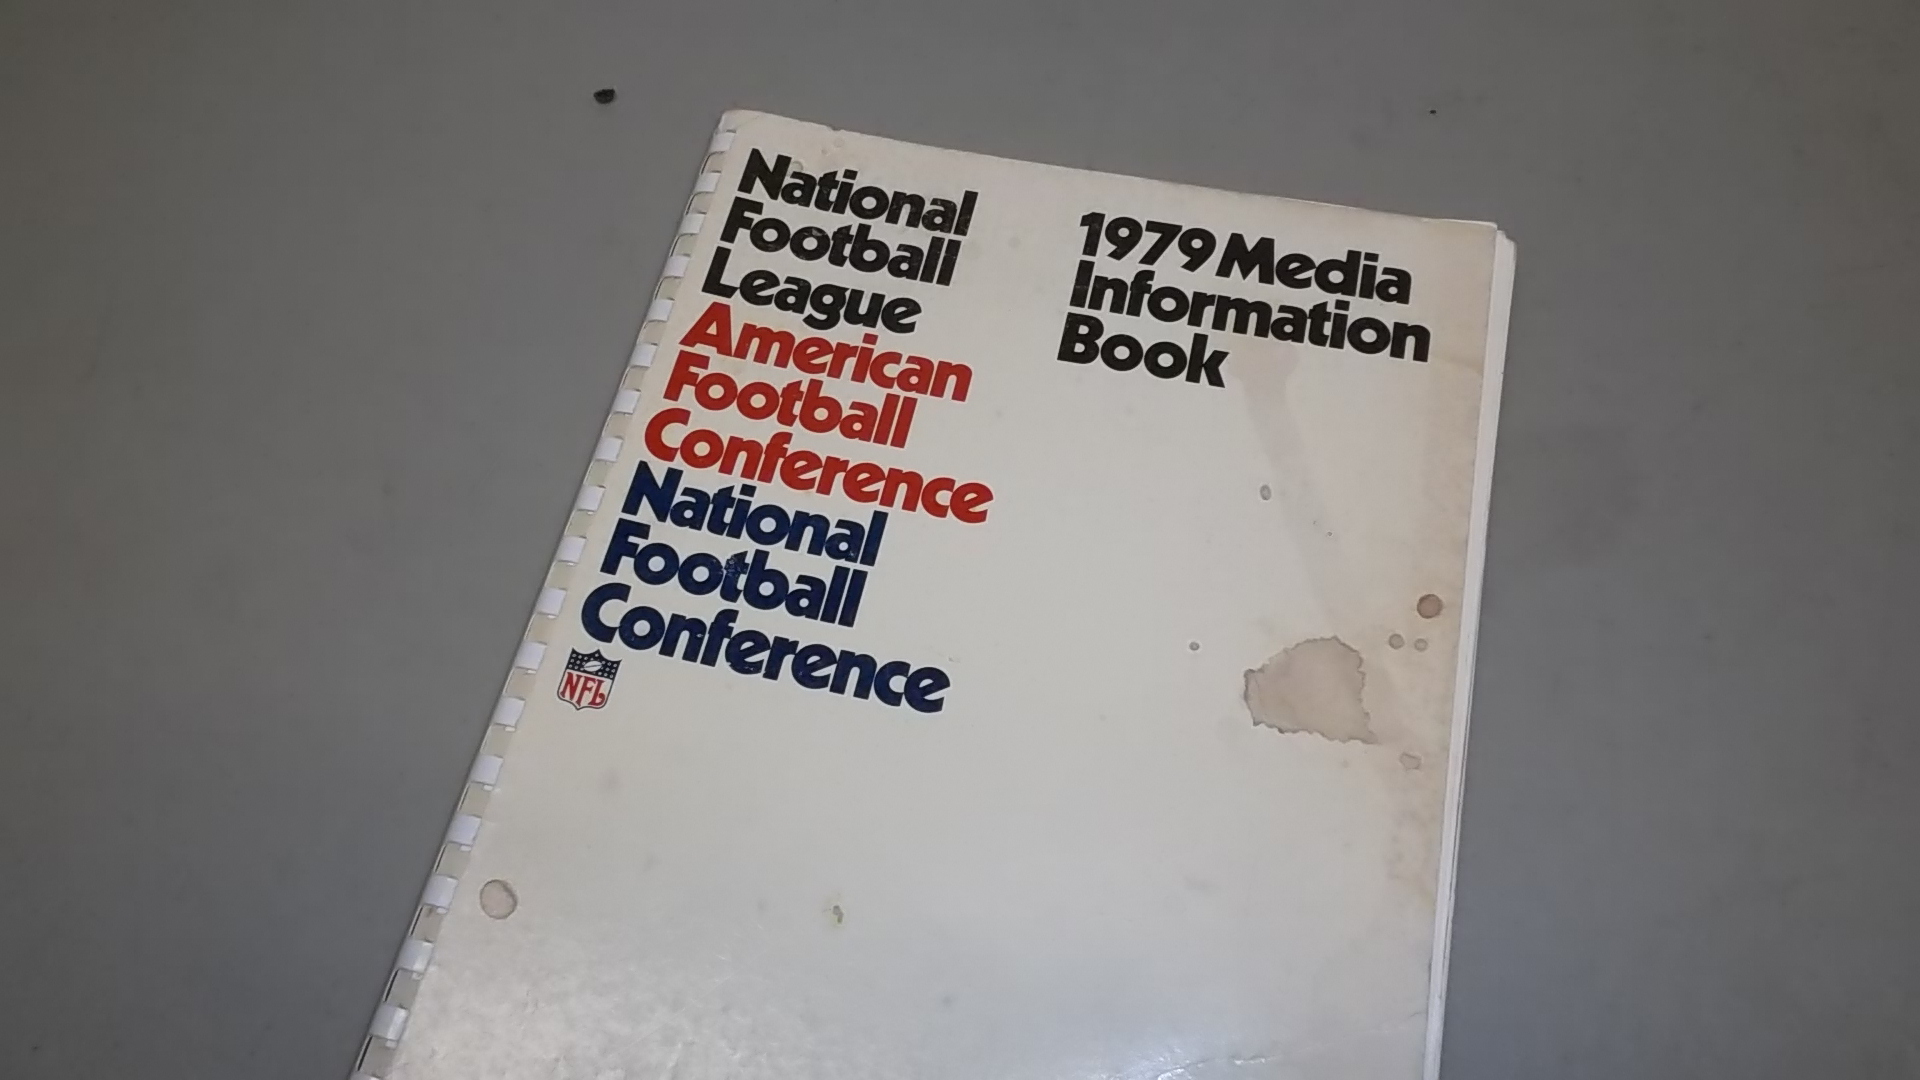 National
Football
League
American
Football
Conference
National
Football
Conference
NFL
1979 Media
Information
Book